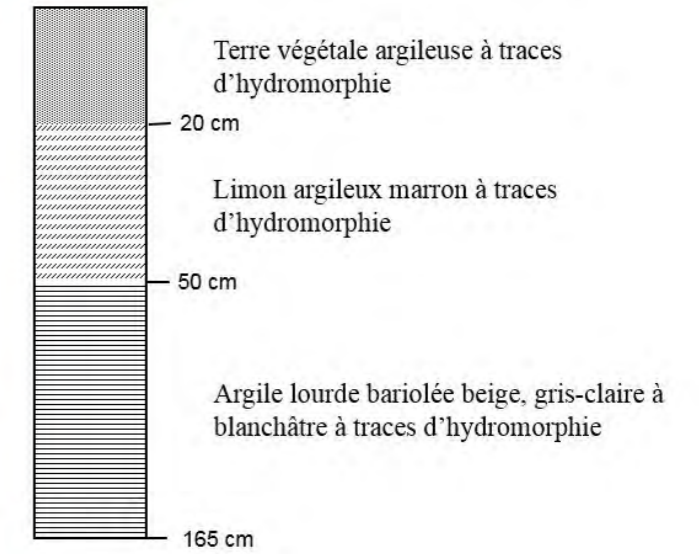 Terre végétale argileuse à traces
d'hydromorphie
20 cm
Limon argileux marron à traces
d'hydromorphie
50 cm
Argile lourde bariolée beige, gris-claire à
blanchâtre à traces d'hydromorphie
165 cm